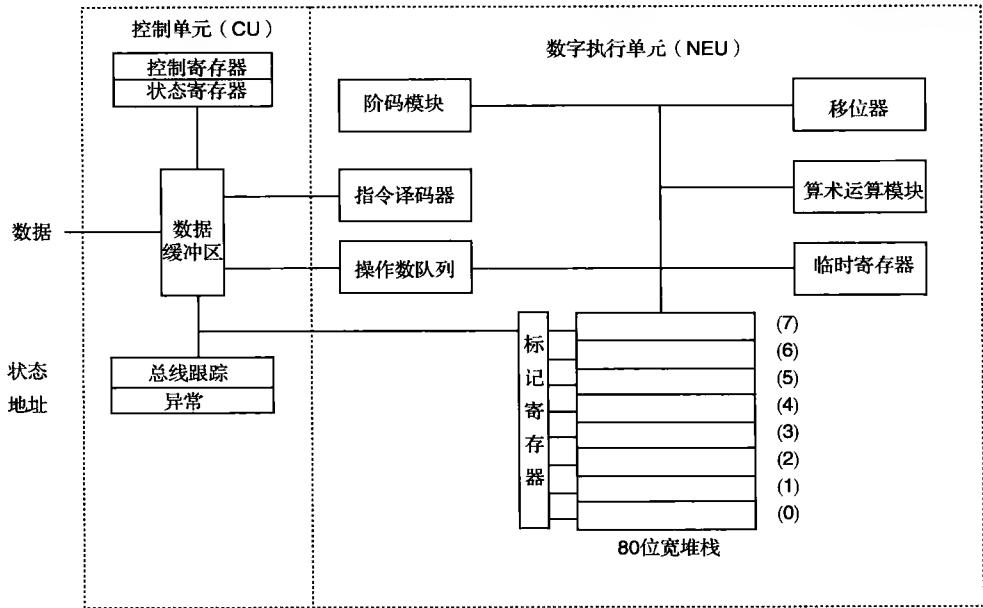 控制单元（CU）
控制寄存器
状态寄存器
数据
数据
缓冲区
状态
地址
总线跟踪
异常
数字执行单元（NEU）
阶码模块
移位器
指令译码器
算术运算模块
操作数队列
临时寄存器
标
记
寄
存
器
(7)
(6)
(5)
(4)
(3)
(2)
(1)
(0)
80位宽堆栈